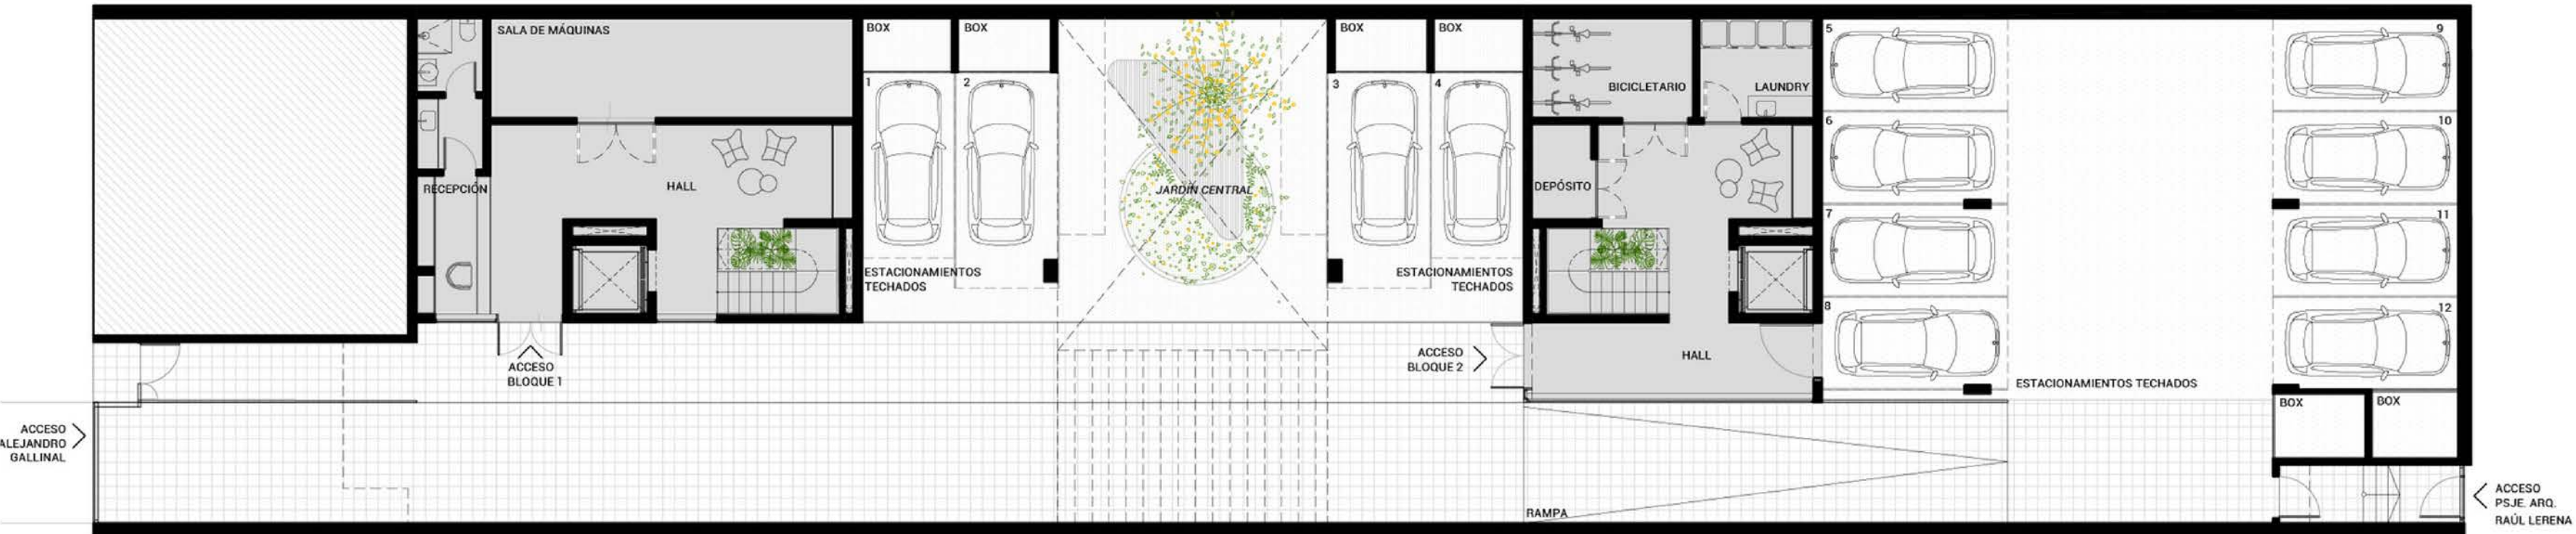 SALA DE MÁQUINAS
BOX
BOX
BOX
BOX
1
2
3
4
BICICLETARIO
LAUNDRY
RECEPCIÓN
HALL
JARDÍN CENTRAL
DEPÓSITO
ESTACIONAMIENTOS
TECHADOS
ESTACIONAMIENTOS
TECHADOS
5
6
7
8
9
10
11
12
ACCESO
BLOQUE 1
ACCESO
BLOQUE 2
HALL
ESTACIONAMIENTOS TECHADOS
BOX
BOX
ACCESO
ALEJANDRO
GALLINAL
RAMPA
ACCESO
PSJE. ARQ.
RAÚL LERENA